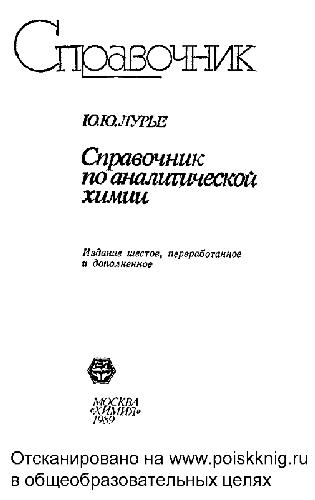 Справочник
Ю.Ю.ЛУРЬЕ
Справочник
по аналитической
химии
Издание шестое, переработанное
и дополненное
МОСКВА
«ХИМИЯ»
1989
Отсканировано на www.poiskknig.ru
в общеобразовательных целях